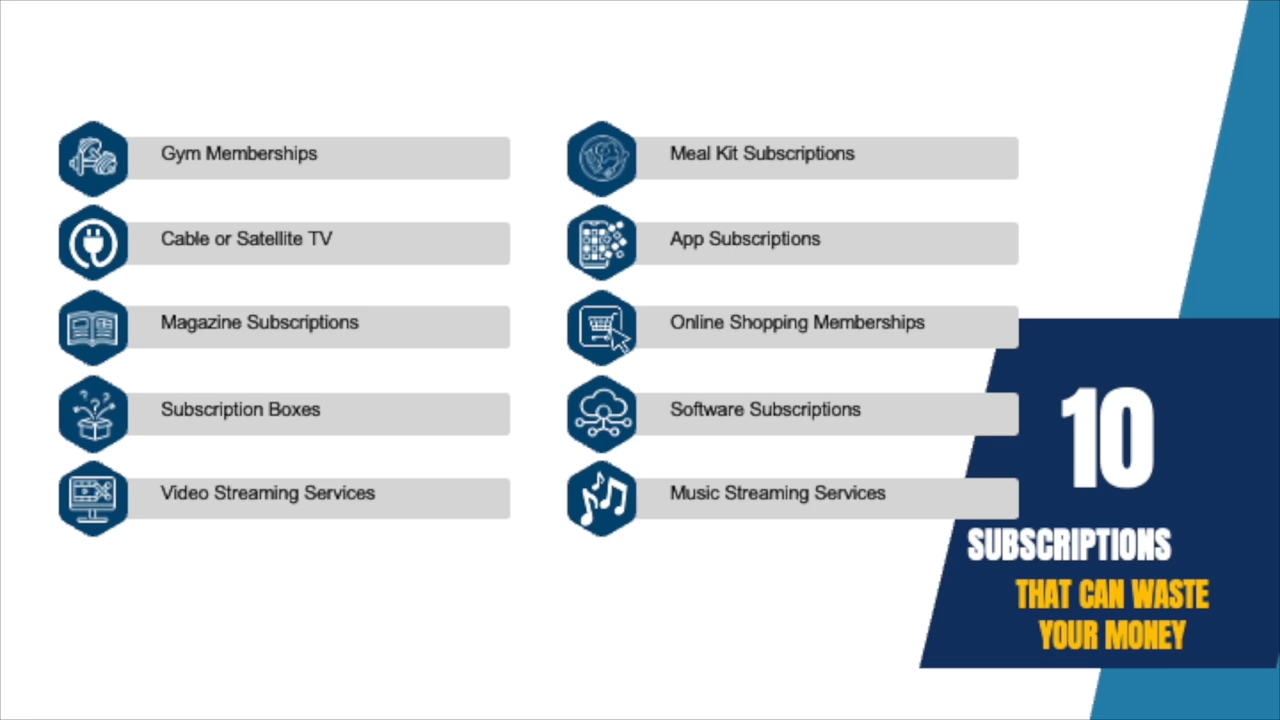 Gym Memberships
Cable or Satellite TV
Magazine Subscriptions
Subscription Boxes
Video Streaming Services
Meal Kit Subscriptions
App Subscriptions
Online Shopping Memberships
Software Subscriptions
Music Streaming Services
10
SUBSCRIPTIONS
THAT CAN WASTE
YOUR MONEY